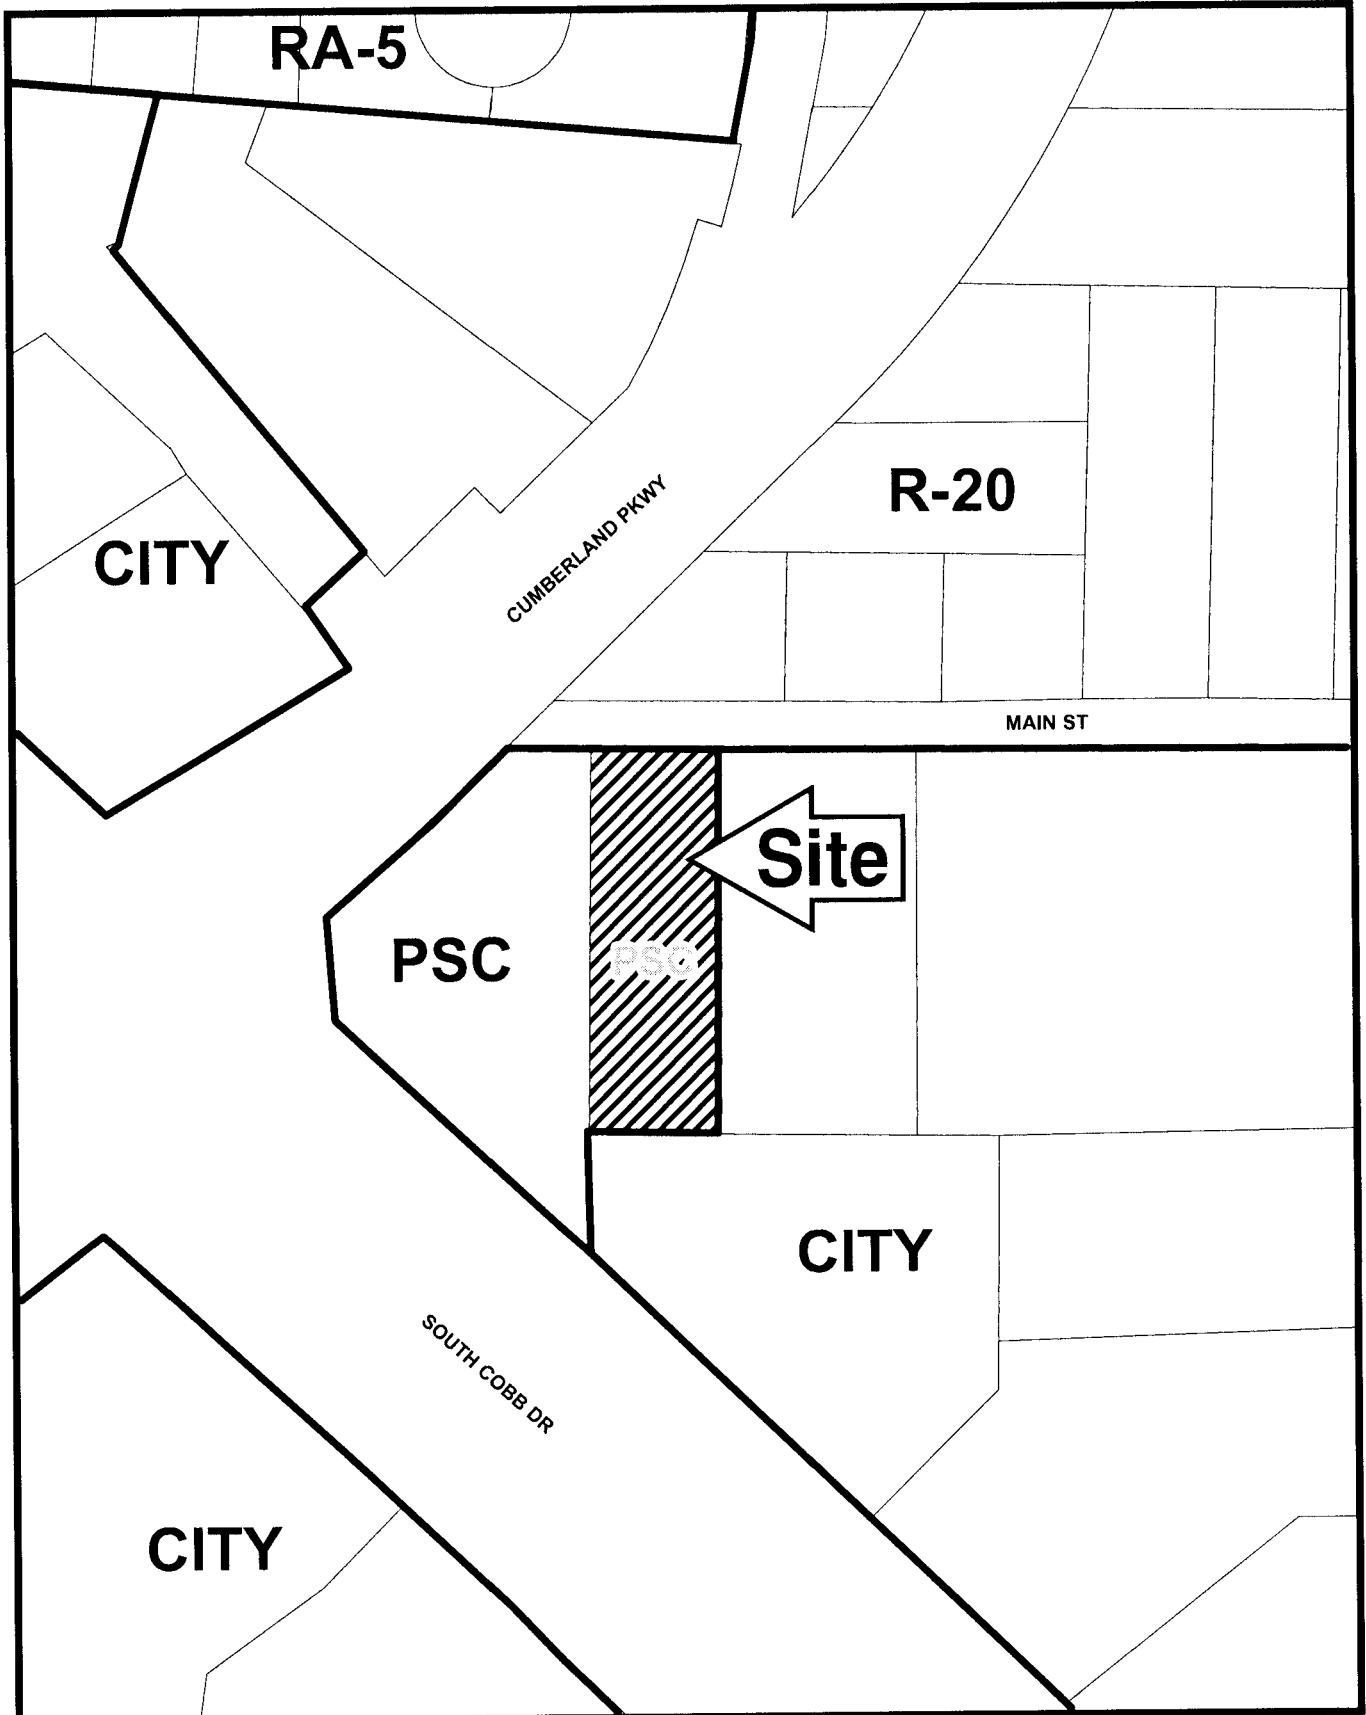 RA-5
R-20
CUMBERLAND PKWY
CITY
MAIN ST
Site
PSC
PSC
CITY
SOUTH COBB DR
CITY